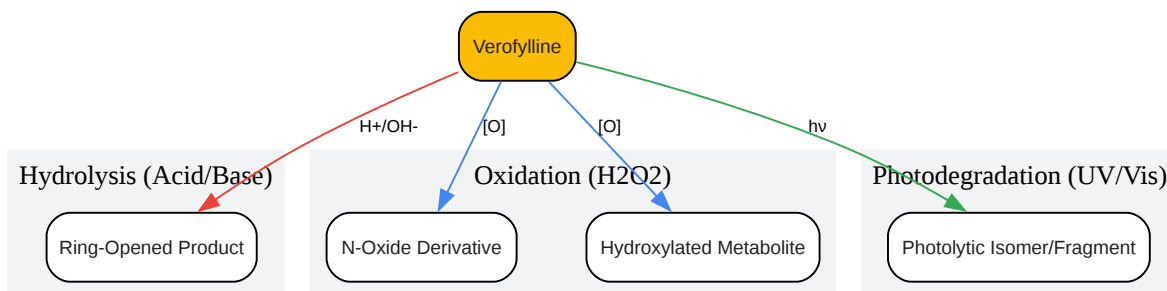 Verofylline
H+/OH-
[O]
[O]
hν
Hydrolysis (Acid/Base)
Oxidation (H2O2)
Photodegradation (UV/Vis)
Ring-Opened Product
N-Oxide Derivative
Hydroxylated Metabolite
Photolytic Isomer/Fragment